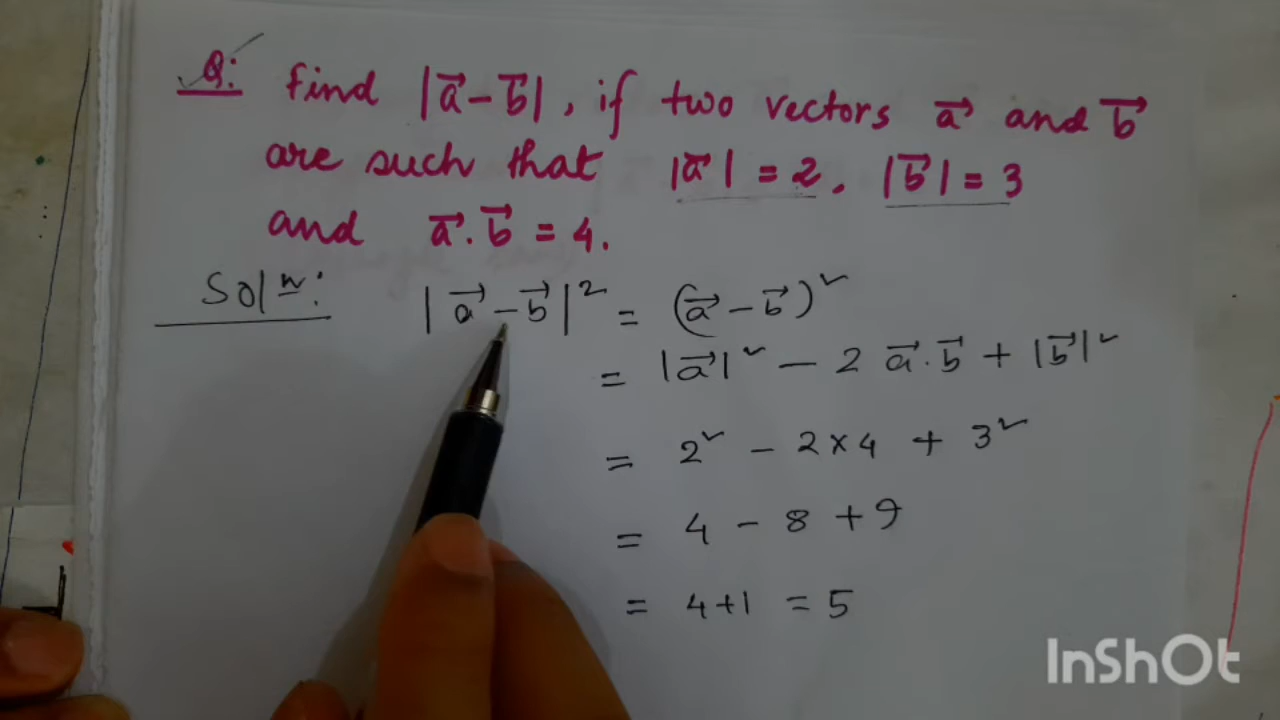 Q: Find |a⃗ - b⃗|, if two vectors a⃗ and b⃗
are such that |a⃗| = 2, |b⃗| = 3
and a⃗.b⃗ = 4.
Solⁿ: |a⃗ - b⃗|² = (a⃗ - b⃗)²
= |a⃗|² - 2 a⃗.b⃗ + |b⃗|²
= 2² - 2×4 + 3²
= 4 - 8 + 9
= 4+1 = 5
InShOt